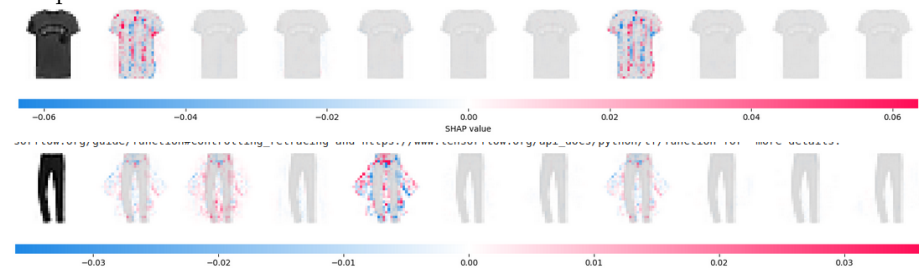 −0.06 −0.04 −0.02 0.00 0.02 0.04 0.06
SHAP value
sorflow.org/guide/function#controlling_retracing and https://www.tensorflow.org/api_docs/python/tf/function for more details.
−0.03 −0.02 −0.01 0.00 0.01 0.02 0.03